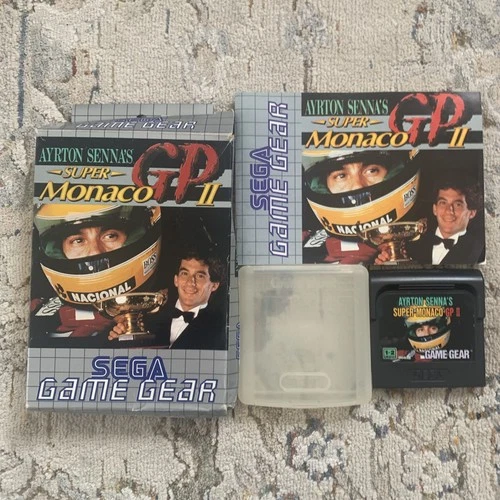 GAME GEAR
AYRTON SENNA'S
SUPER
MONACO GP II
NACIONAL
SEGA
GAME GEAR
SEGA
GAME GEAR
AYRTON SENNA'S
SUPER
MONACO GP II
NACIONAL
AYRTON SENNA'S
SUPER-MONACO-GP II
GAME GEAR